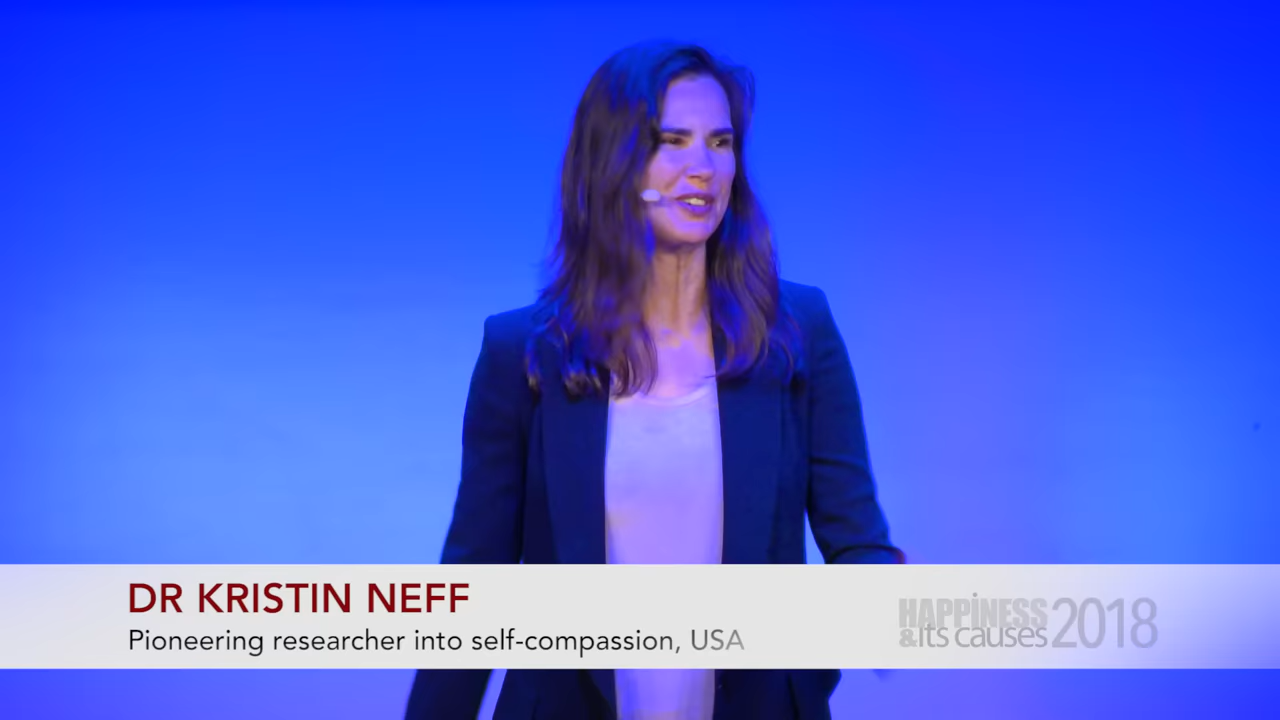 DR KRISTIN NEFF
Pioneering researcher into self-compassion, USA
HAPPINESS
&its causes 2018